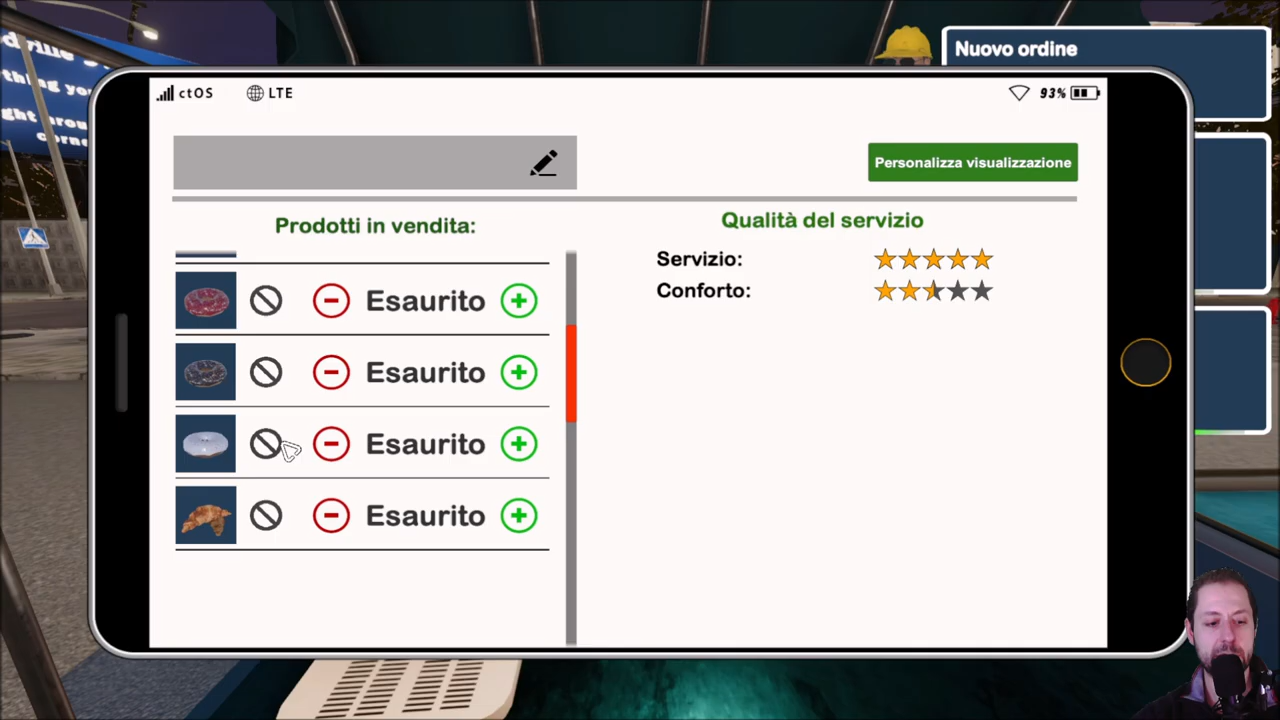 Nuovo ordine
ctOS
LTE
93%
Personalizza visualizzazione
Prodotti in vendita:
Qualità del servizio
Servizio:
Conforto:
Esaurito
Esaurito
Esaurito
Esaurito